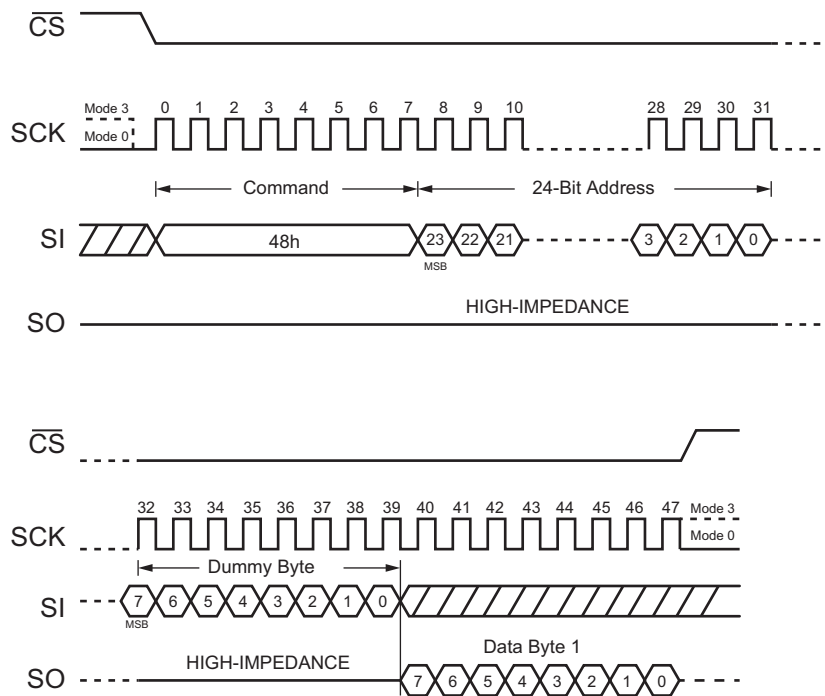 CS
Mode 3 0 1 2 3 4 5 6 7 8 9 10 28 29 30 31
SCK
Mode 0
Command 24-Bit Address
SI 48h 23 22 21 3 2 1 0
MSB
HIGH-IMPEDANCE
SO
CS
32 33 34 35 36 37 38 39 40 41 42 43 44 45 46 47 Mode 3
SCK Mode 0
Dummy Byte
SI 7 6 5 4 3 2 1 0
MSB
Data Byte 1
HIGH-IMPEDANCE
SO 7 6 5 4 3 2 1 0